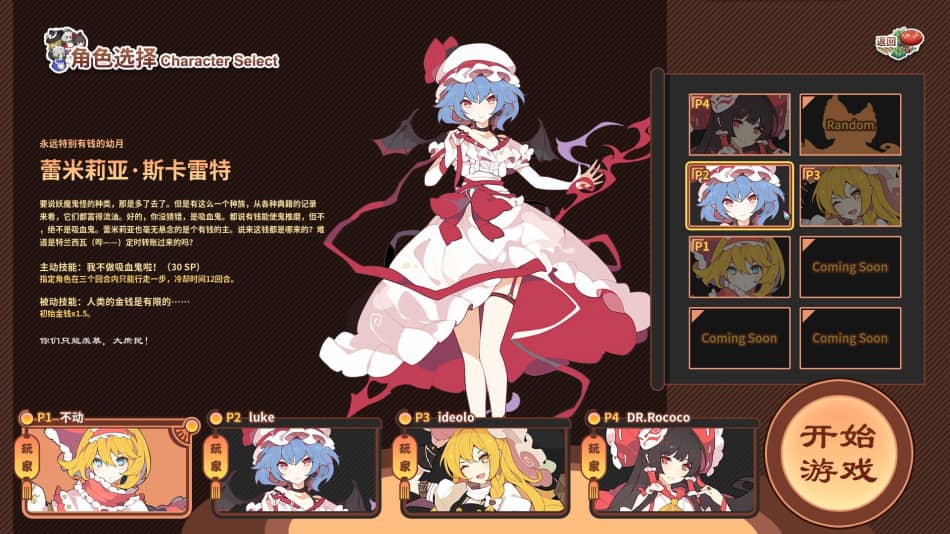 角色选择 Character Select
返回
永远特别有钱的幼月
蕾米莉亚·斯卡雷特
要说妖魔鬼怪的种类，那是多了去了。但是有这么一个种族，从各种典籍的记录
来看，它们都富得流油。好的，你没猜错，是吸血鬼。都说有钱能使鬼推磨，但不
，绝不是吸血鬼。蕾米莉亚也毫无悬念的是个有钱的主。说来这钱都是哪来的？难
道是特兰西瓦（哔——）定时转账过来的吗？
主动技能：我不做吸血鬼啦！（30 SP）
指定角色在三个回合内只能行走一步，冷却时间12回合。
被动技能：人类的金钱是有限的……
初始金钱x1.5。
你们只能羡慕，大庶民！
P4
Random
P2
P3
P1
Coming Soon
Coming Soon
Coming Soon
P1 不动
玩家
P2 luke
玩家
P3 ideolo
玩家
P4 DR.Rococo
玩家
开始
游戏